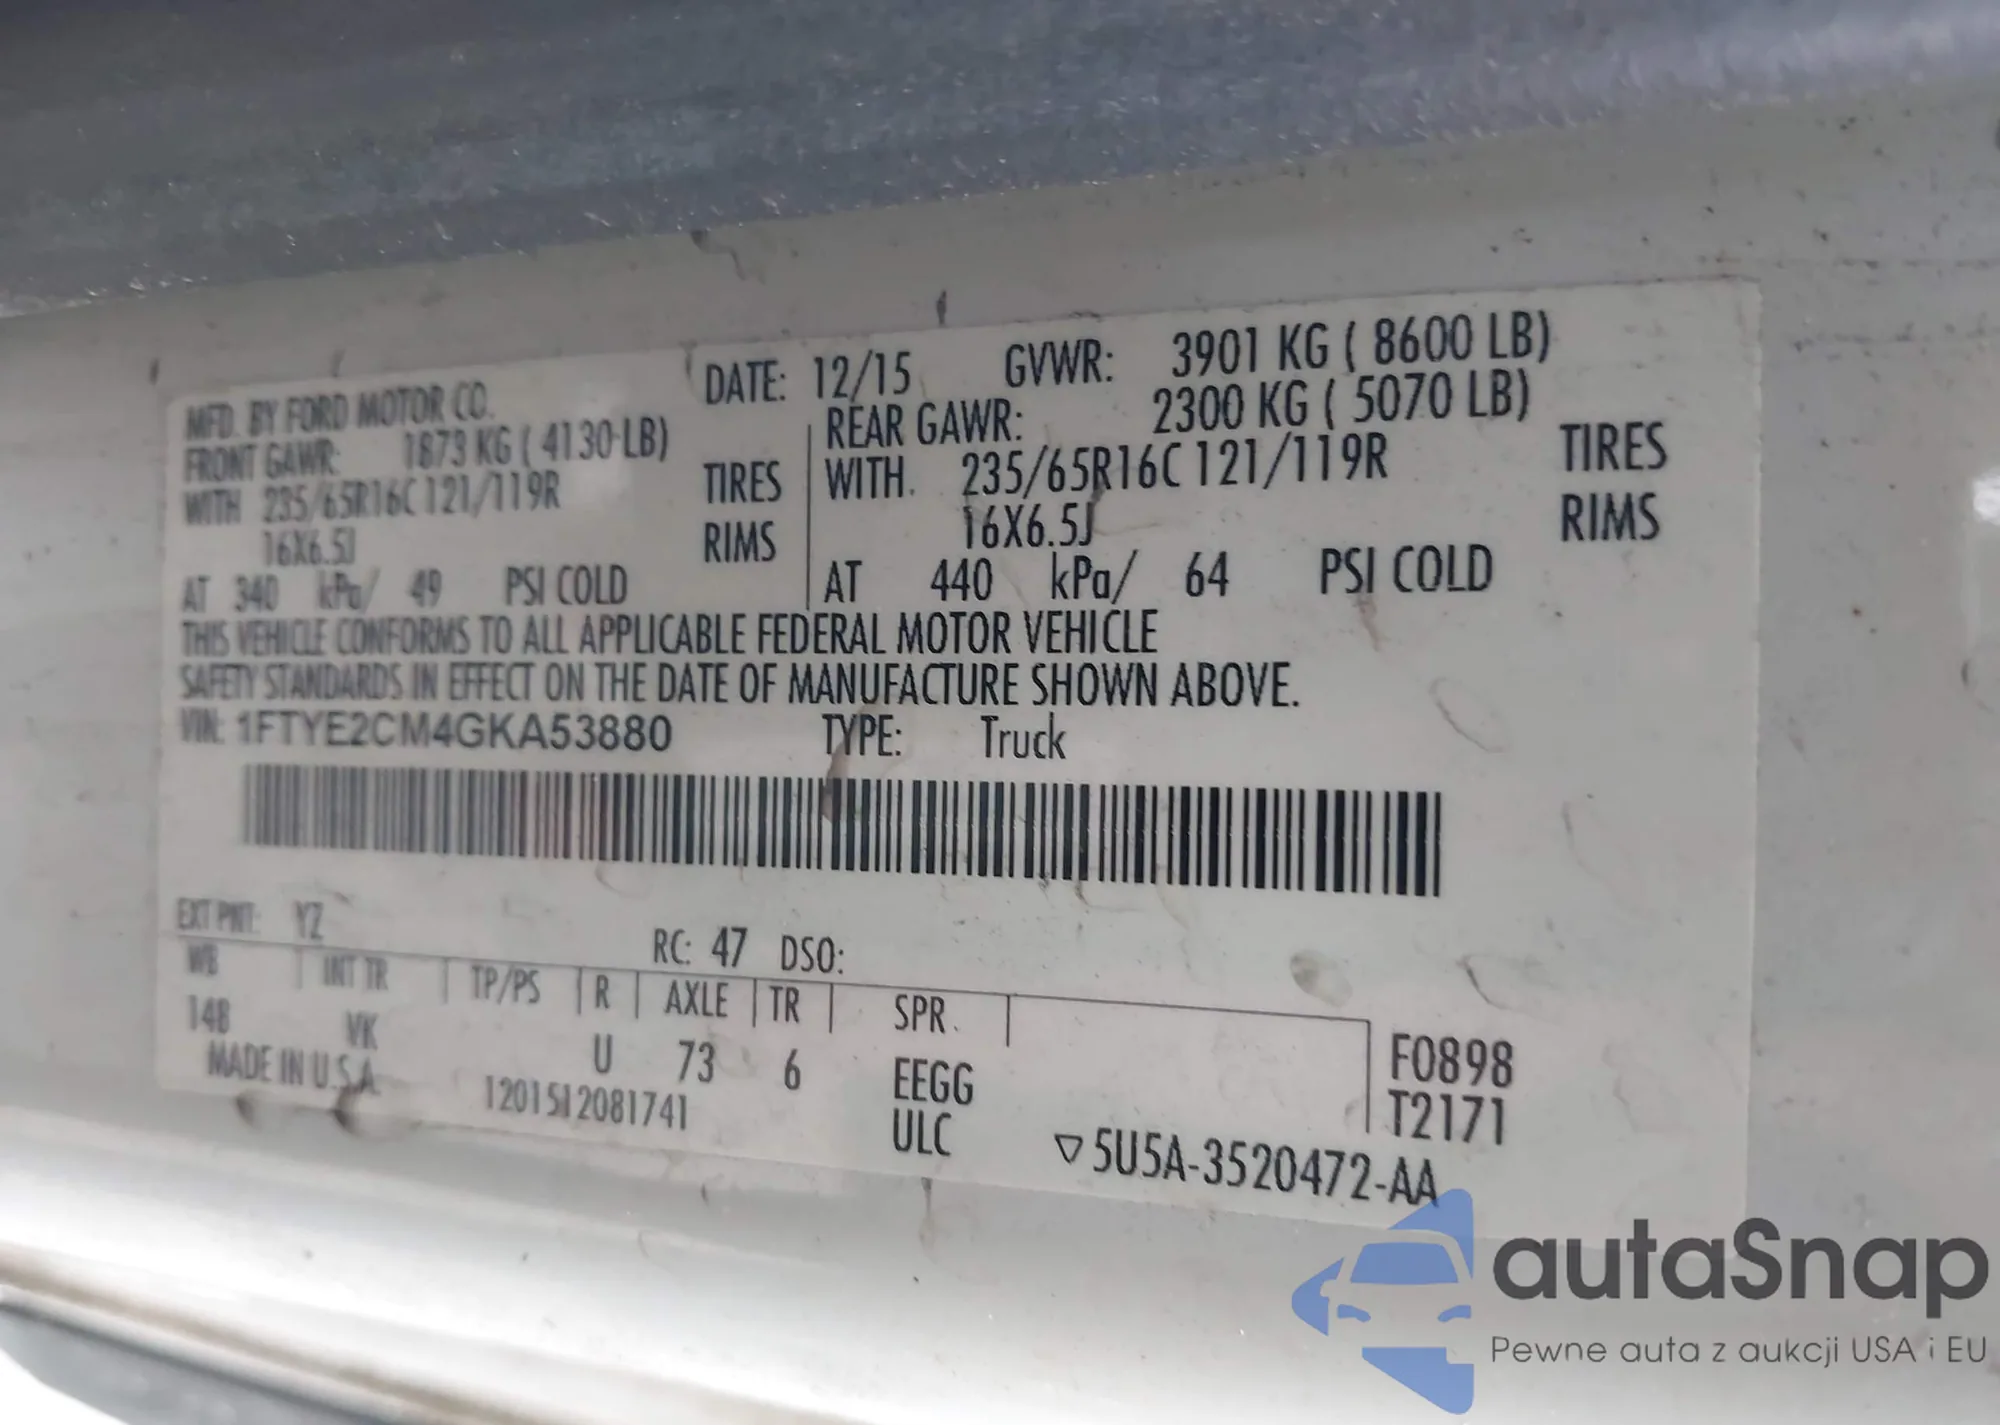 MFD. BY FORD MOTOR CO. DATE: 12/15 GVWR: 3901 KG ( 8600 LB)
FRONT GAWR: 1873 KG ( 4130 LB) REAR GAWR: 2300 KG ( 5070 LB)
WITH 235/65R16C 121/119R TIRES WITH 235/65R16C 121/119R TIRES
16X6.5J RIMS 16X6.5J RIMS
AT 340 kPa/ 49 PSI COLD AT 440 kPa/ 64 PSI COLD
THIS VEHICLE CONFORMS TO ALL APPLICABLE FEDERAL MOTOR VEHICLE
SAFETY STANDARDS IN EFFECT ON THE DATE OF MANUFACTURE SHOWN ABOVE.
VIN: 1FTYE2CM4GKA53880 TYPE: Truck
EXT PNT: YZ RC: 47 DSO:
WB INT TR TP/PS R AXLE TR SPR
148 VK U 73 6 EEGG F0898
MADE IN U.S.A. 1201512081741 ULC T2171
▽5U5A-3520472-AA
autaSnap
Pewne auta z aukcji USA i EU